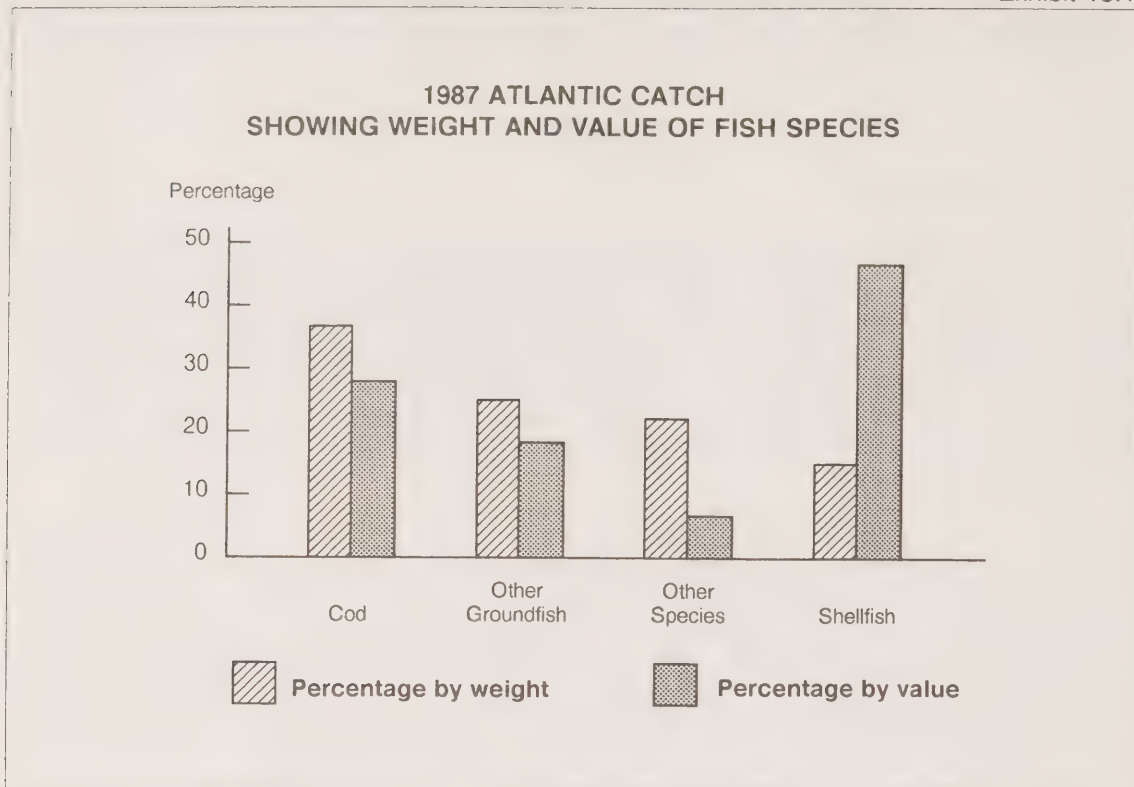 1987 ATLANTIC CATCH
SHOWING WEIGHT AND VALUE OF FISH SPECIES
Percentage
50
40
30
20
10
0
Cod
Other
Groundfish
Other
Species
Shellfish
Percentage by weight
Percentage by value